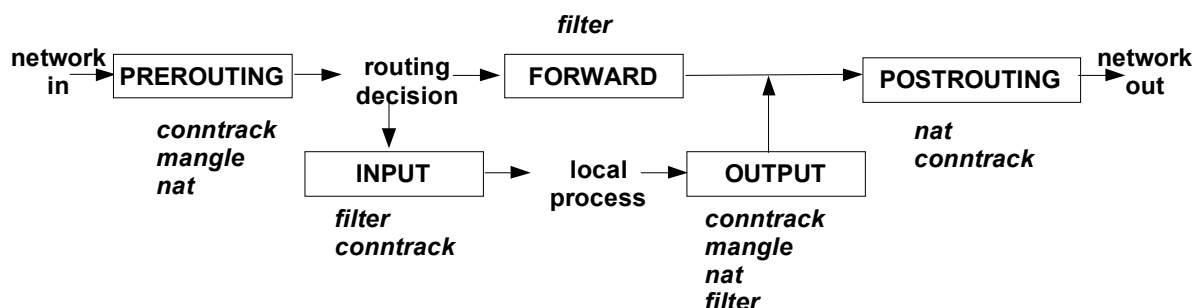 filter
network
in
PREROUTING
routing
decision
FORWARD
POSTROUTING
network
out
conntrack
mangle
nat
nat
conntrack
INPUT
local
process
OUTPUT
filter
conntrack
conntrack
mangle
nat
filter